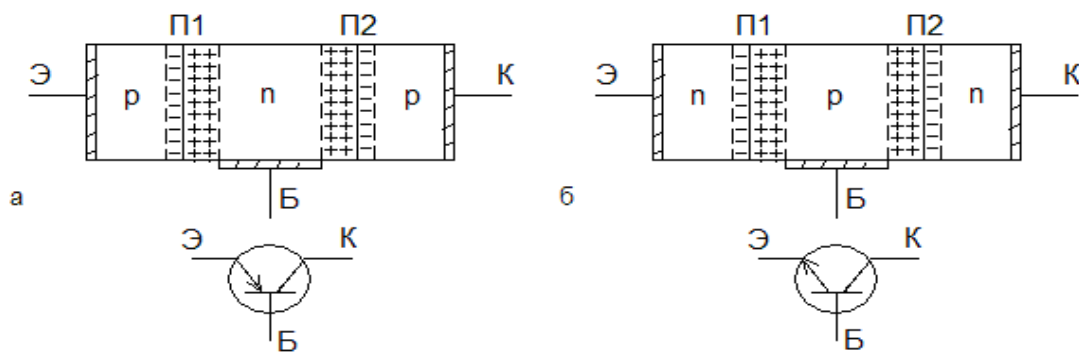 П1 П2 П1 П2
Э К Э К
p n p n p n
Б Б
а б
Э К Э К
Б Б